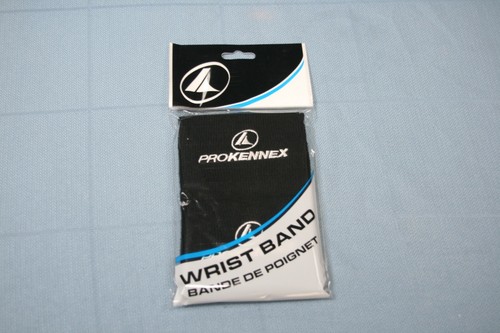 PROKENNEX
WRIST BAND
BANDE DE POIGNET